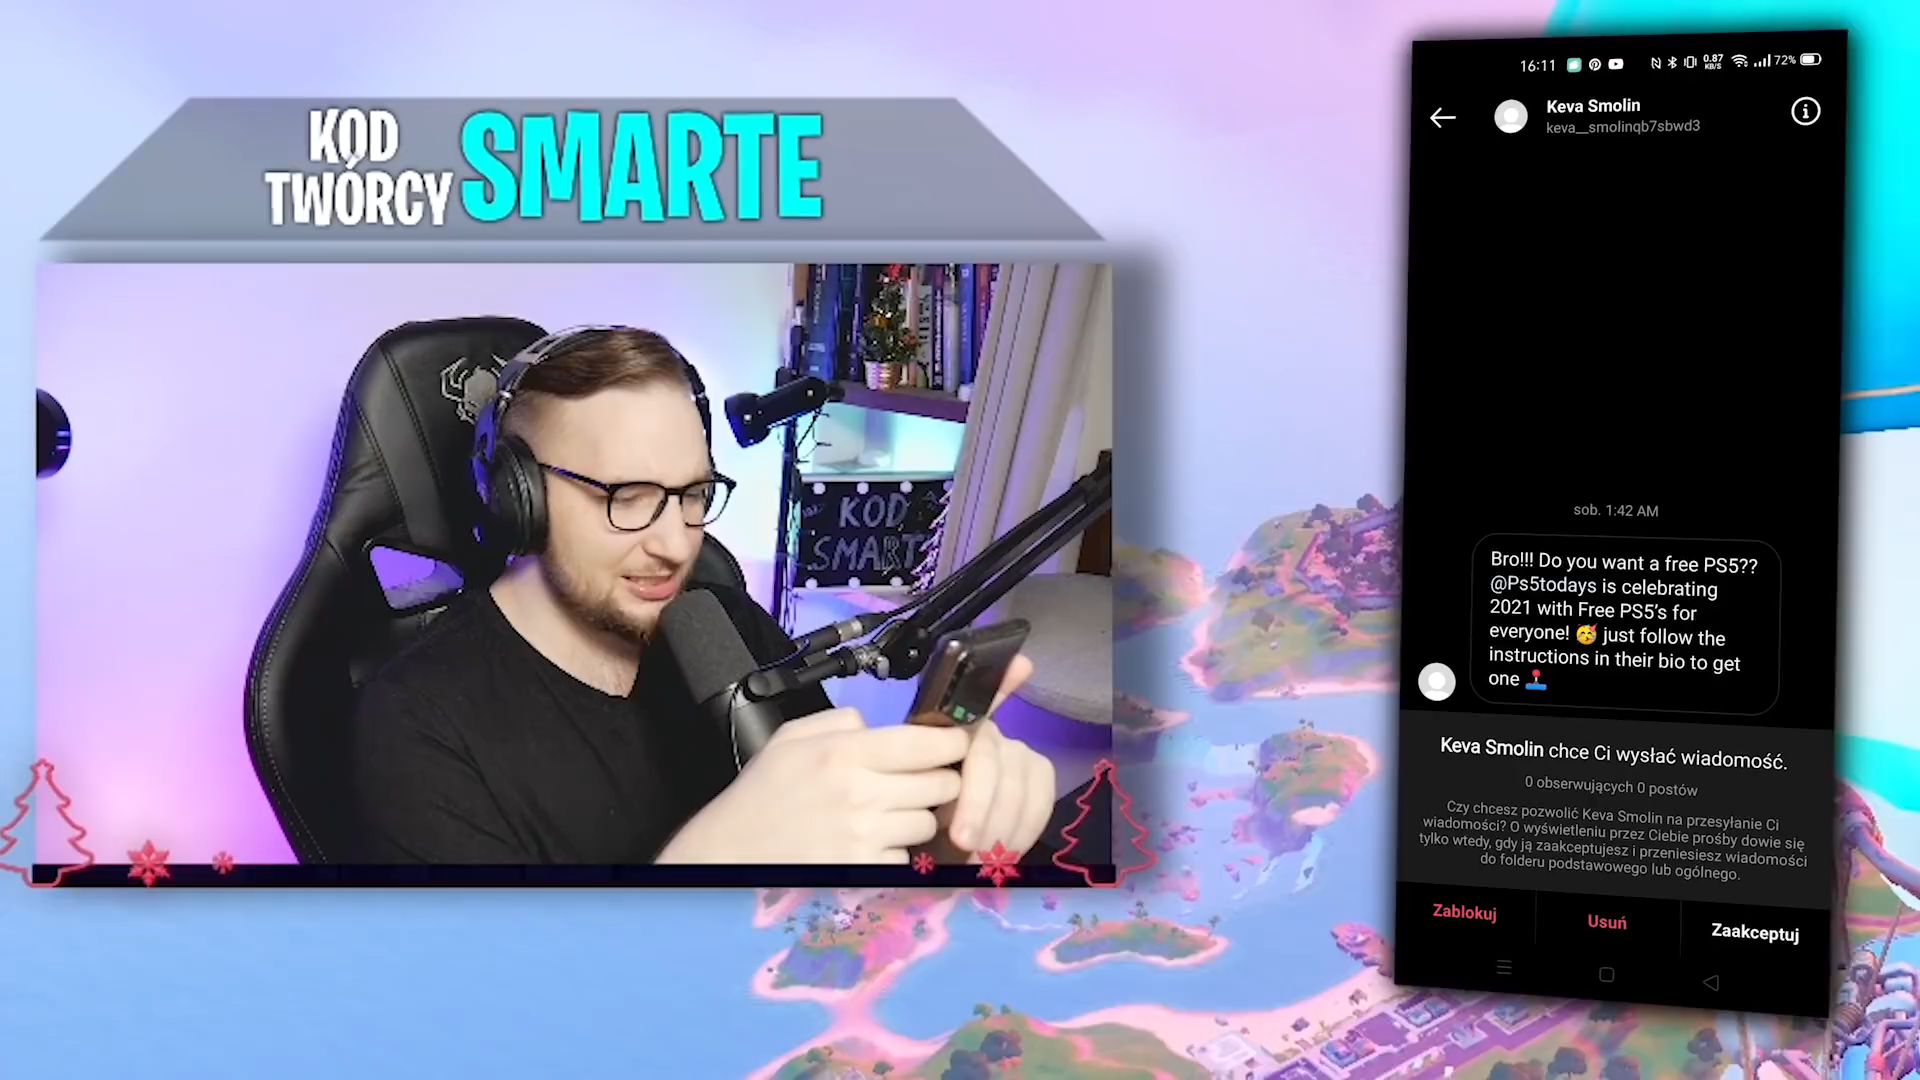 KOD
TWÓRCY
SMARTE
KOD
SMART
16:11
0.87
KB/S
72%
Keva Smolin
keva__smolinqb7sbwd3
sob. 1:42 AM
Bro!!! Do you want a free PS5??
@Ps5todays is celebrating
2021 with Free PS5's for
everyone! 🥳 just follow the
instructions in their bio to get
one 🕹️
Keva Smolin chce Ci wysłać wiadomość.
0 obserwujących 0 postów
Czy chcesz pozwolić Keva Smolin na przesyłanie Ci
wiadomości? O wyświetleniu przez Ciebie prośby dowie się
tylko wtedy, gdy ją zaakceptujesz i przeniesiesz wiadomości
do folderu podstawowego lub ogólnego.
Zablokuj
Usuń
Zaakceptuj